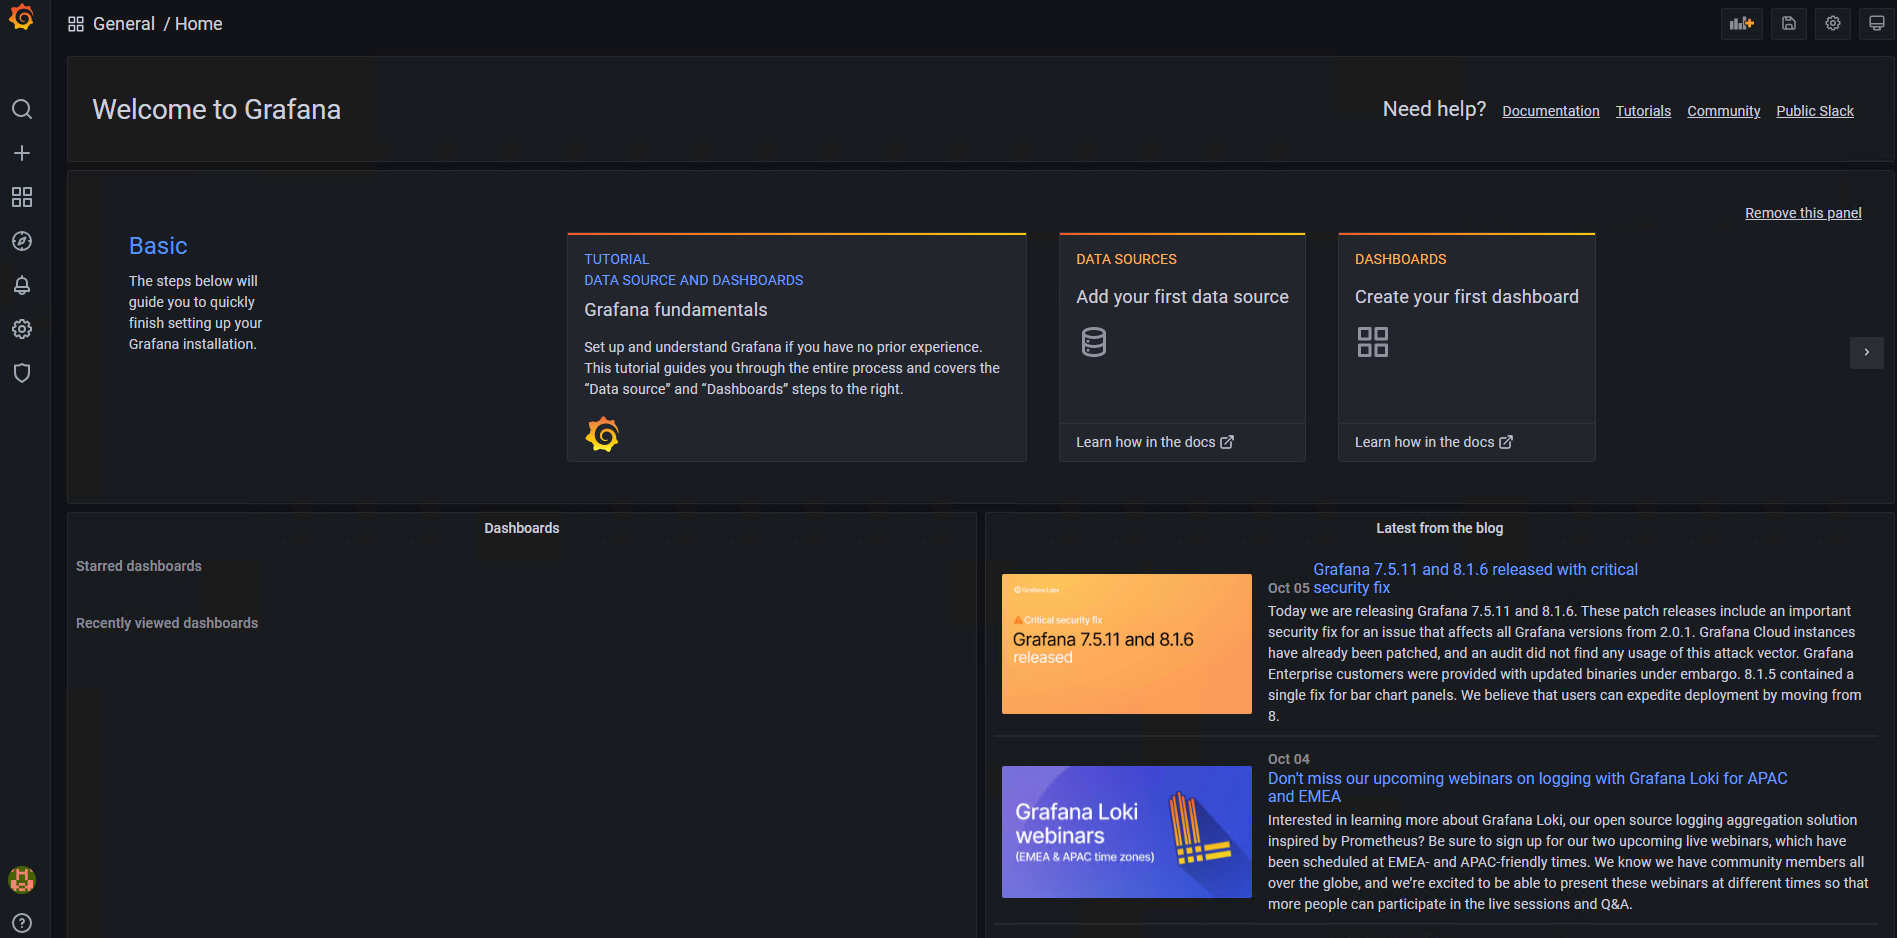 General / Home
Welcome to Grafana
Need help? Documentation Tutorials Community Public Slack
Remove this panel
Basic
The steps below will
guide you to quickly
finish setting up your
Grafana installation.
TUTORIAL
DATA SOURCE AND DASHBOARDS
Grafana fundamentals
Set up and understand Grafana if you have no prior experience.
This tutorial guides you through the entire process and covers the
“Data source” and “Dashboards” steps to the right.
DATA SOURCES
Add your first data source
Learn how in the docs
DASHBOARDS
Create your first dashboard
Learn how in the docs
Dashboards
Starred dashboards
Recently viewed dashboards
Latest from the blog
Grafana Labs
Critical security fix
Grafana 7.5.11 and 8.1.6
released
Grafana 7.5.11 and 8.1.6 released with critical
Oct 05 security fix
Today we are releasing Grafana 7.5.11 and 8.1.6. These patch releases include an important
security fix for an issue that affects all Grafana versions from 2.0.1. Grafana Cloud instances
have already been patched, and an audit did not find any usage of this attack vector. Grafana
Enterprise customers were provided with updated binaries under embargo. 8.1.5 contained a
single fix for bar chart panels. We believe that users can expedite deployment by moving from
8.
Grafana Loki
webinars
(EMEA & APAC time zones)
Oct 04
Don't miss our upcoming webinars on logging with Grafana Loki for APAC
and EMEA
Interested in learning more about Grafana Loki, our open source logging aggregation solution
inspired by Prometheus? Be sure to sign up for our two upcoming live webinars, which have
been scheduled at EMEA- and APAC-friendly times. We know we have community members all
over the globe, and we’re excited to be able to present these webinars at different times so that
more people can participate in the live sessions and Q&A.